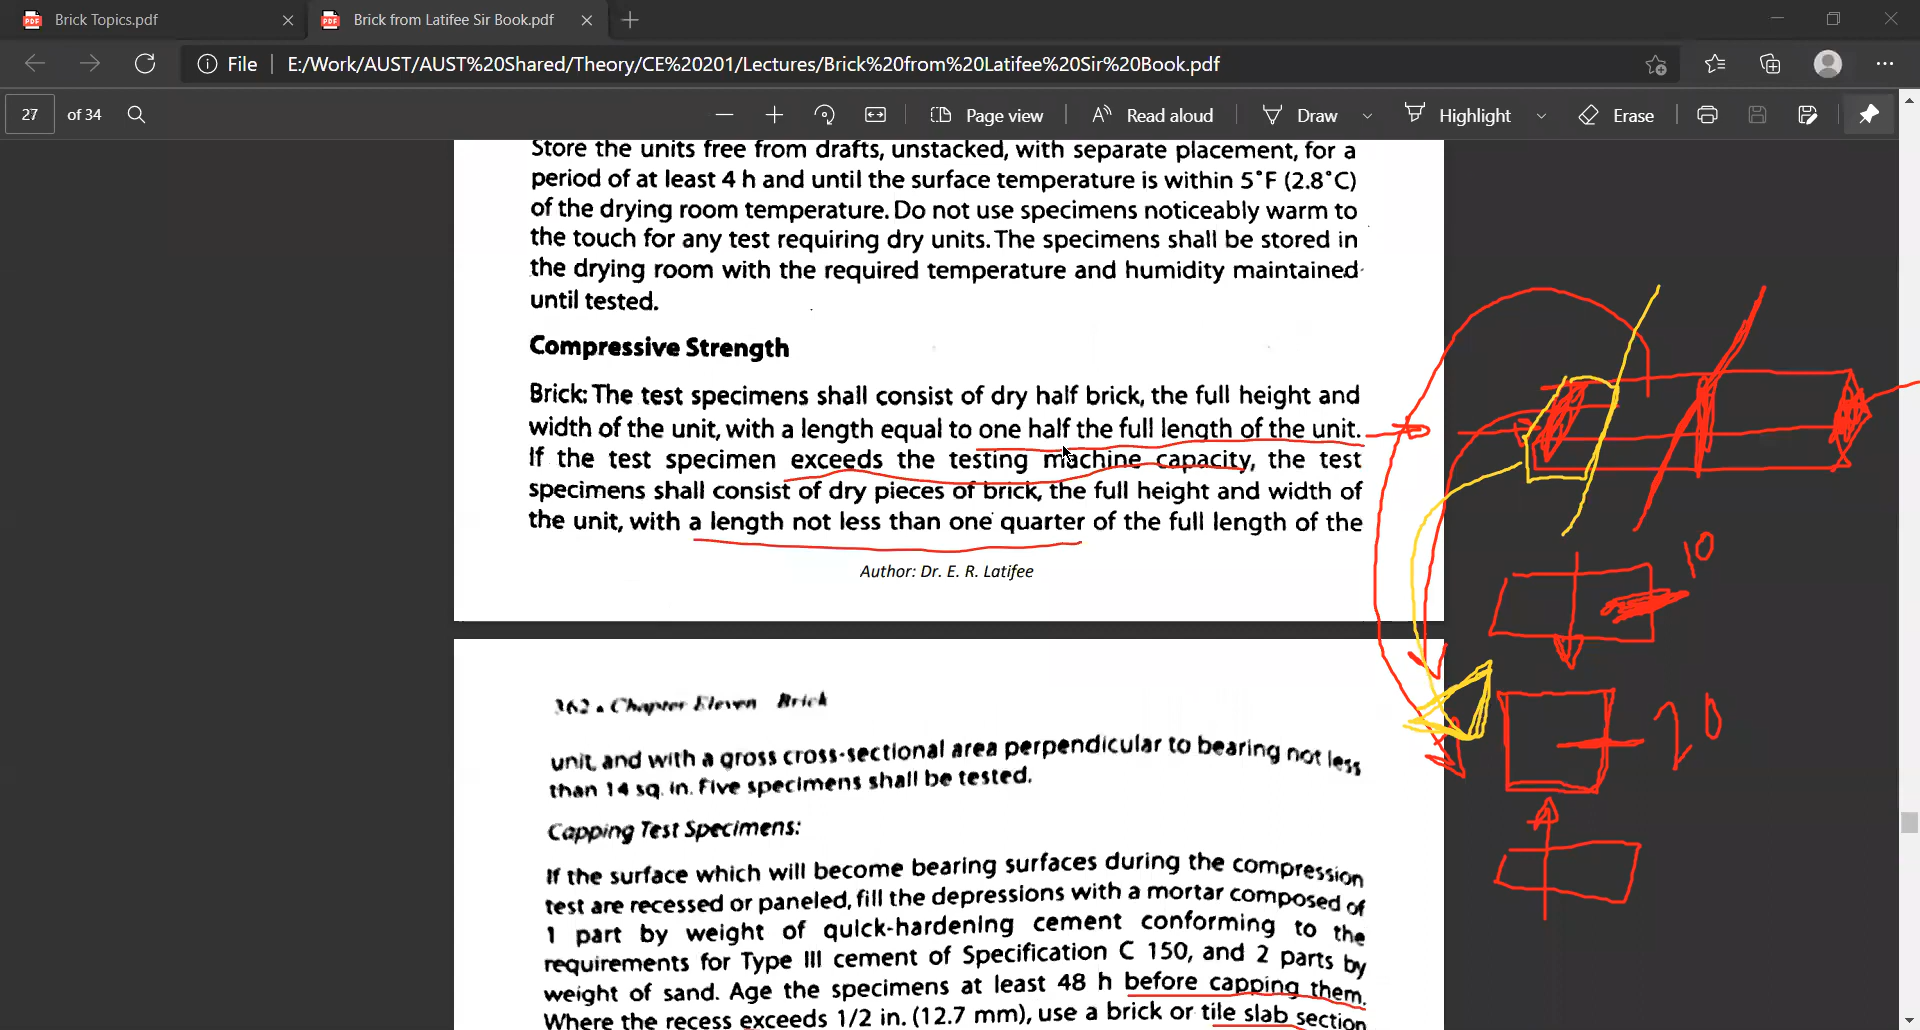 Brick Topics.pdf
Brick from Latifee Sir Book.pdf
File
E:/Work/AUST/AUST%20Shared/Theory/CE%20201/Lectures/Brick%20from%20Latifee%20Sir%20Book.pdf
27 of 34
Page view
Read aloud
Draw
Highlight
Erase
Store the units free from drafts, unstacked, with separate placement, for a
period of at least 4 h and until the surface temperature is within 5°F (2.8°C)
of the drying room temperature. Do not use specimens noticeably warm to
the touch for any test requiring dry units. The specimens shall be stored in
the drying room with the required temperature and humidity maintained
until tested.
Compressive Strength
Brick: The test specimens shall consist of dry half brick, the full height and
width of the unit, with a length equal to one half the full length of the unit.
If the test specimen exceeds the testing machine capacity, the test
specimens shall consist of dry pieces of brick, the full height and width of
the unit, with a length not less than one quarter of the full length of the
Author: Dr. E. R. Latifee
10
20
362 • Chapter Eleven Brick
unit, and with a gross cross-sectional area perpendicular to bearing not less
than 14 sq. in. Five specimens shall be tested.
Capping Test Specimens:
If the surface which will become bearing surfaces during the compression
test are recessed or paneled, fill the depressions with a mortar composed of
1 part by weight of quick-hardening cement conforming to the
requirements for Type III cement of Specification C 150, and 2 parts by
weight of sand. Age the specimens at least 48 h before capping them.
Where the recess exceeds 1/2 in. (12.7 mm), use a brick or tile slab section